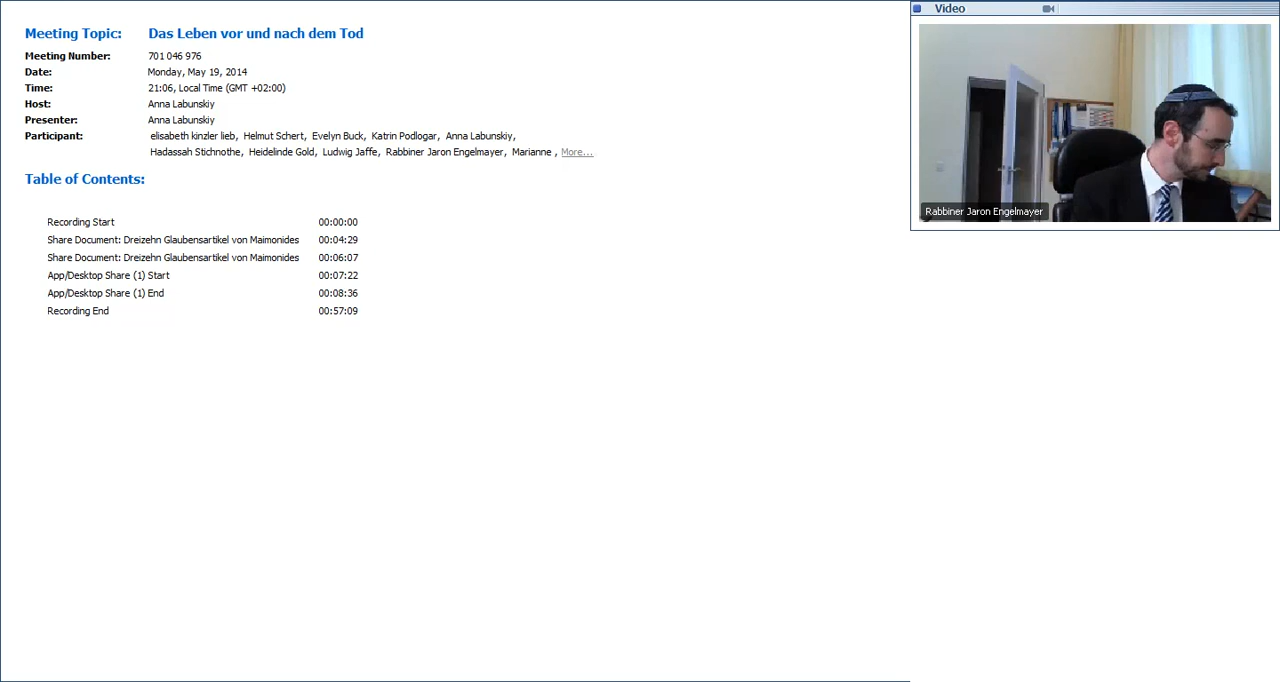 Meeting Topic: Das Leben vor und nach dem Tod
Meeting Number: 701 046 976
Date: Monday, May 19, 2014
Time: 21:06, Local Time (GMT +02:00)
Host: Anna Labunskiy
Presenter: Anna Labunskiy
Participant: elisabeth kinzler lieb, Helmut Schert, Evelyn Buck, Katrin Podlogar, Anna Labunskiy,
Hadassah Stichnothe, Heidelinde Gold, Ludwig Jaffe, Rabbiner Jaron Engelmayer, Marianne , More...
Table of Contents:
Recording Start 00:00:00
Share Document: Dreizehn Glaubensartikel von Maimonides 00:04:29
Share Document: Dreizehn Glaubensartikel von Maimonides 00:06:07
App/Desktop Share (1) Start 00:07:22
App/Desktop Share (1) End 00:08:36
Recording End 00:57:09
Video
Rabbiner Jaron Engelmayer